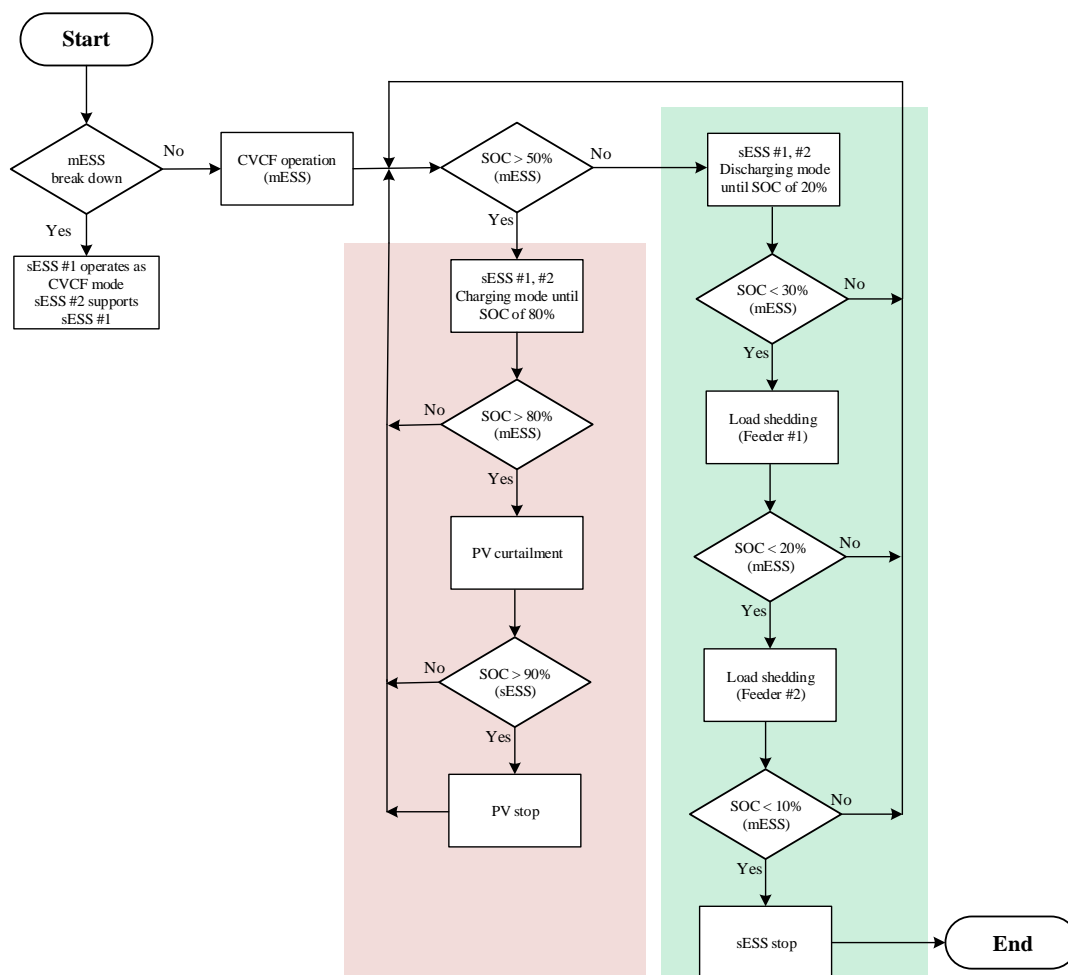 Start
mESS
break down
No
Yes
sESS #1 operates as
CVCF mode
sESS #2 supports
sESS #1
CVCF operation
(mESS)
SOC > 50%
(mESS)
No
Yes
sESS #1, #2
Charging mode until
SOC of 80%
SOC > 80%
(mESS)
No
Yes
PV curtailment
SOC > 90%
(sESS)
No
Yes
PV stop
sESS #1, #2
Discharging mode
until SOC of 20%
SOC < 30%
(mESS)
No
Yes
Load shedding
(Feeder #1)
SOC < 20%
(mESS)
No
Yes
Load shedding
(Feeder #2)
SOC < 10%
(mESS)
No
Yes
sESS stop
End